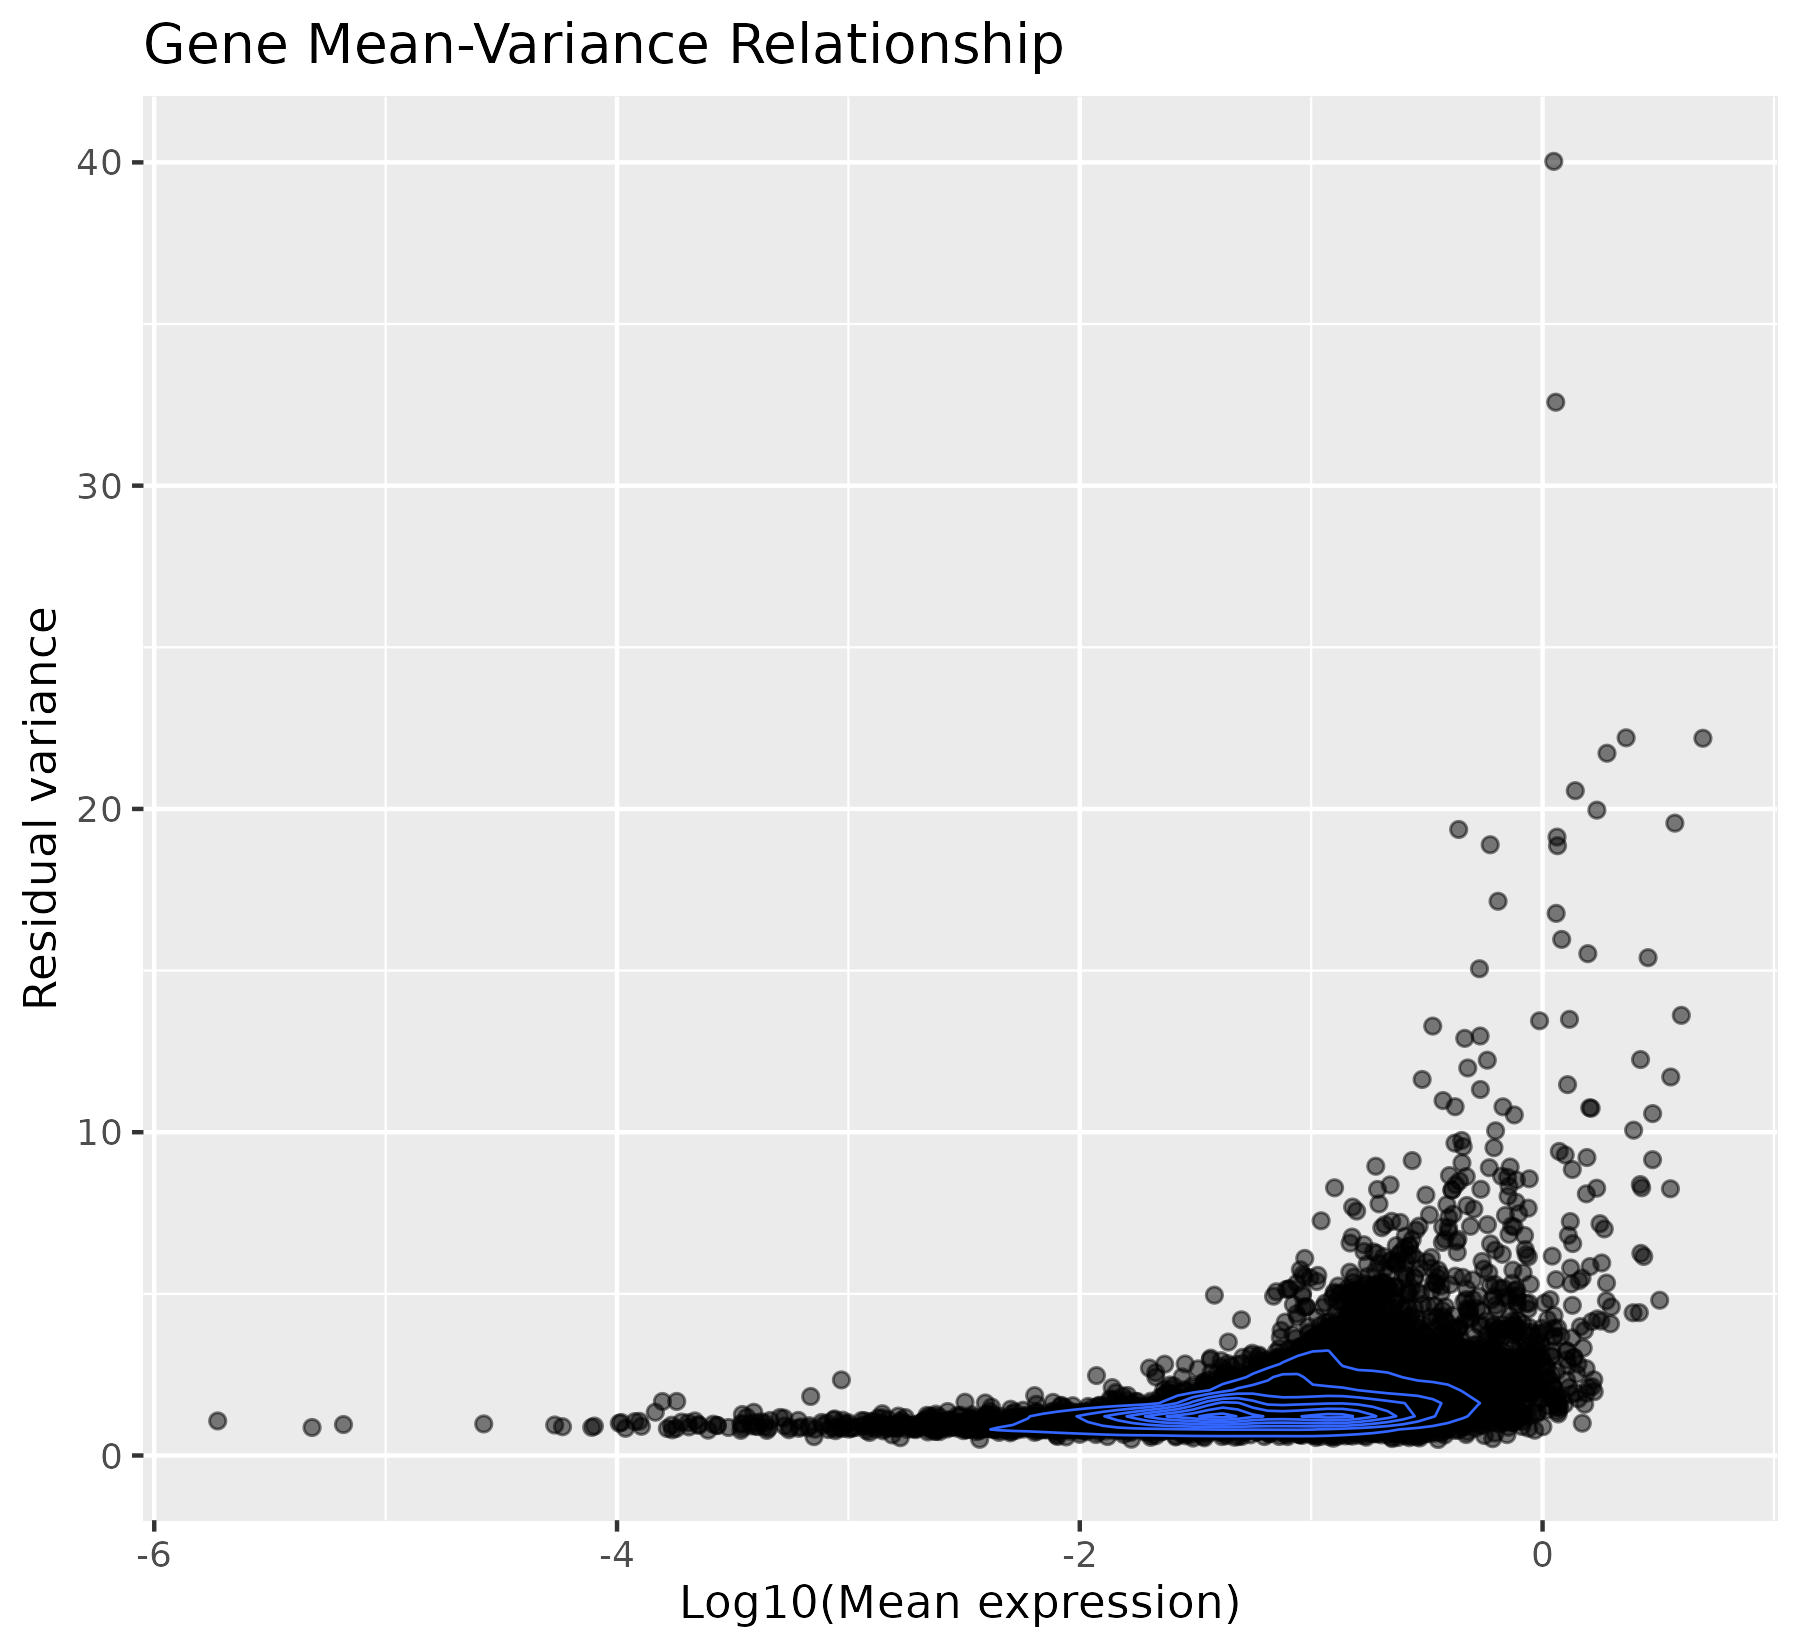 Gene Mean-Variance Relationship
40
30
20
10
0
Residual variance
-6 -4 -2 0
Log10(Mean expression)